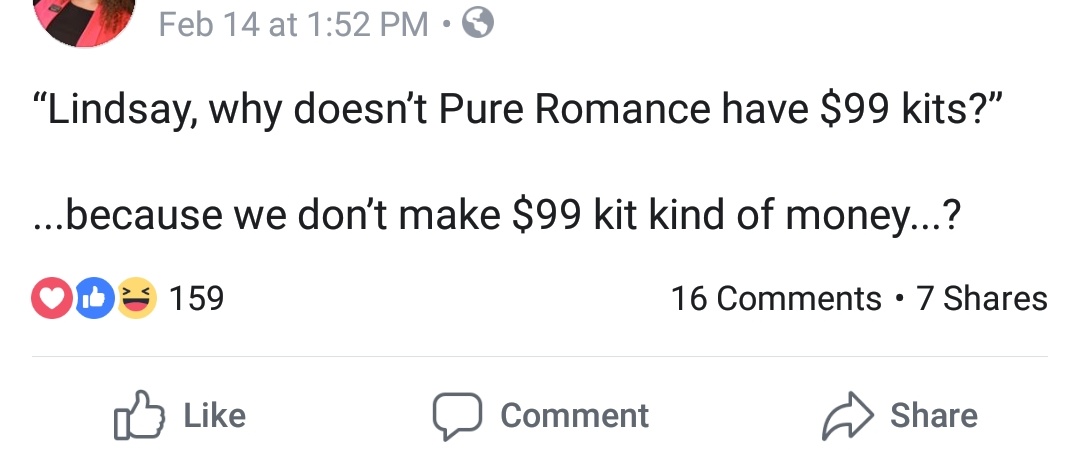 Feb 14 at 1:52 PM •
“Lindsay, why doesn’t Pure Romance have $99 kits?”
...because we don’t make $99 kit kind of money...?
159 16 Comments • 7 Shares
Like Comment Share